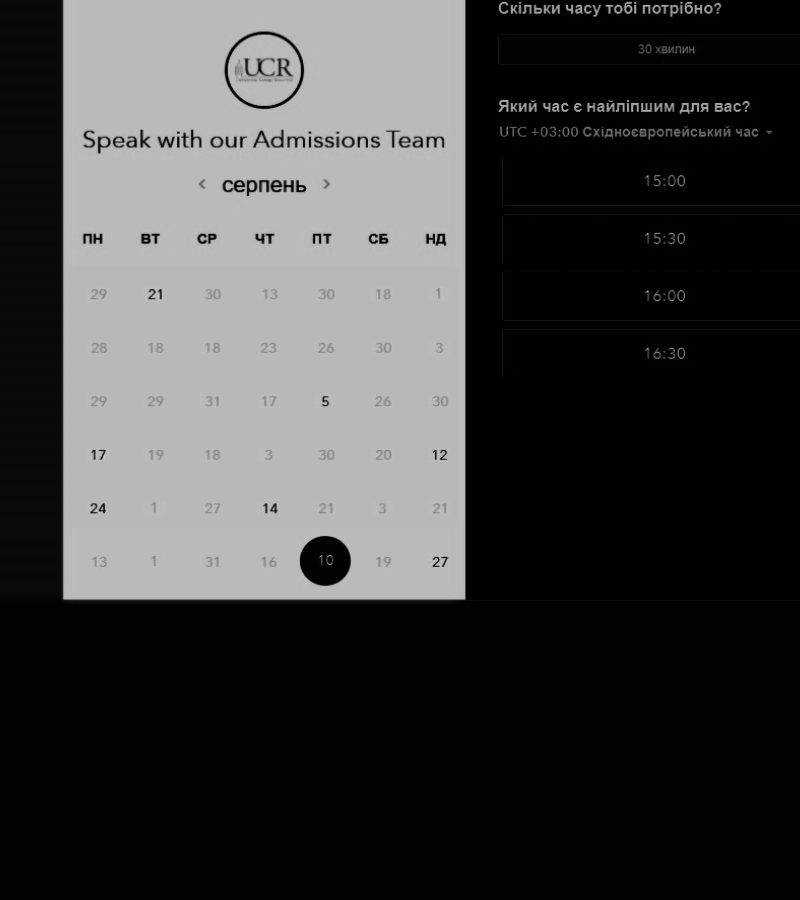 UCR
Speak with our Admissions Team
серпень
ПН ВТ СР ЧТ ПТ СБ НД
29 21 30 13 30 18 1
28 18 18 23 26 30 3
29 29 31 17 5 26 30
17 19 18 3 30 20 12
24 1 27 14 21 3 21
13 1 31 16 10 19 27
Скільки часу тобі потрібно?
30 хвилин
Який час є найліпшим для вас?
UTC +03:00 Східноєвропейський час
15:00
15:30
16:00
16:30